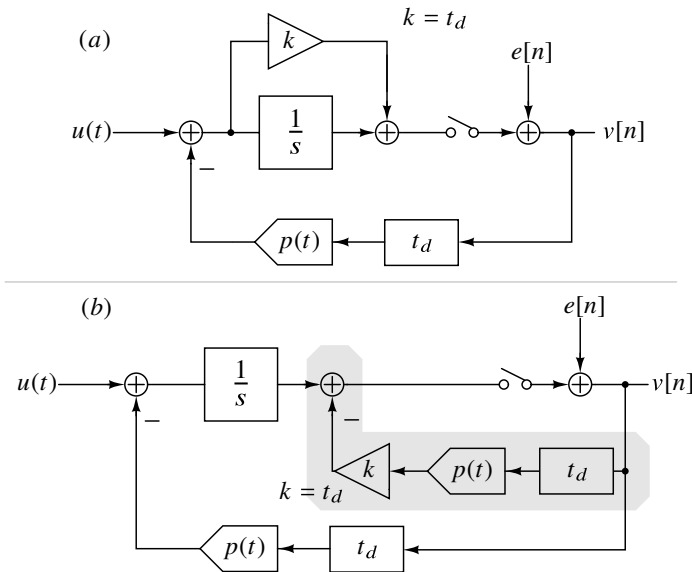 (a)
k = t_d
k
e[n]
u(t)
1/s
v[n]
−
p(t)
t_d
(b)
e[n]
u(t)
1/s
v[n]
−
−
k
p(t)
t_d
k = t_d
p(t)
t_d